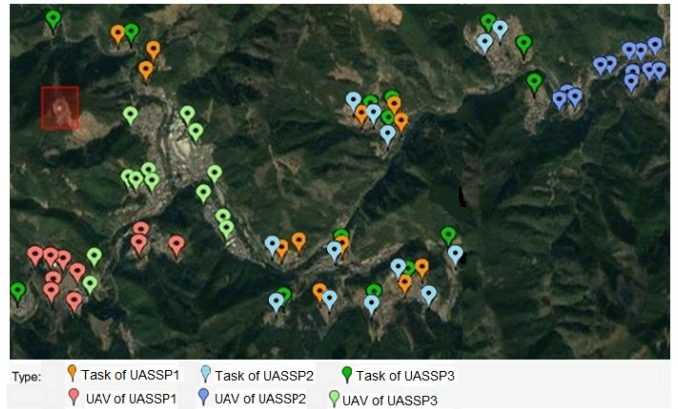 Type: Task of UASSP1 Task of UASSP2 Task of UASSP3
UAV of UASSP1 UAV of UASSP2 UAV of UASSP3